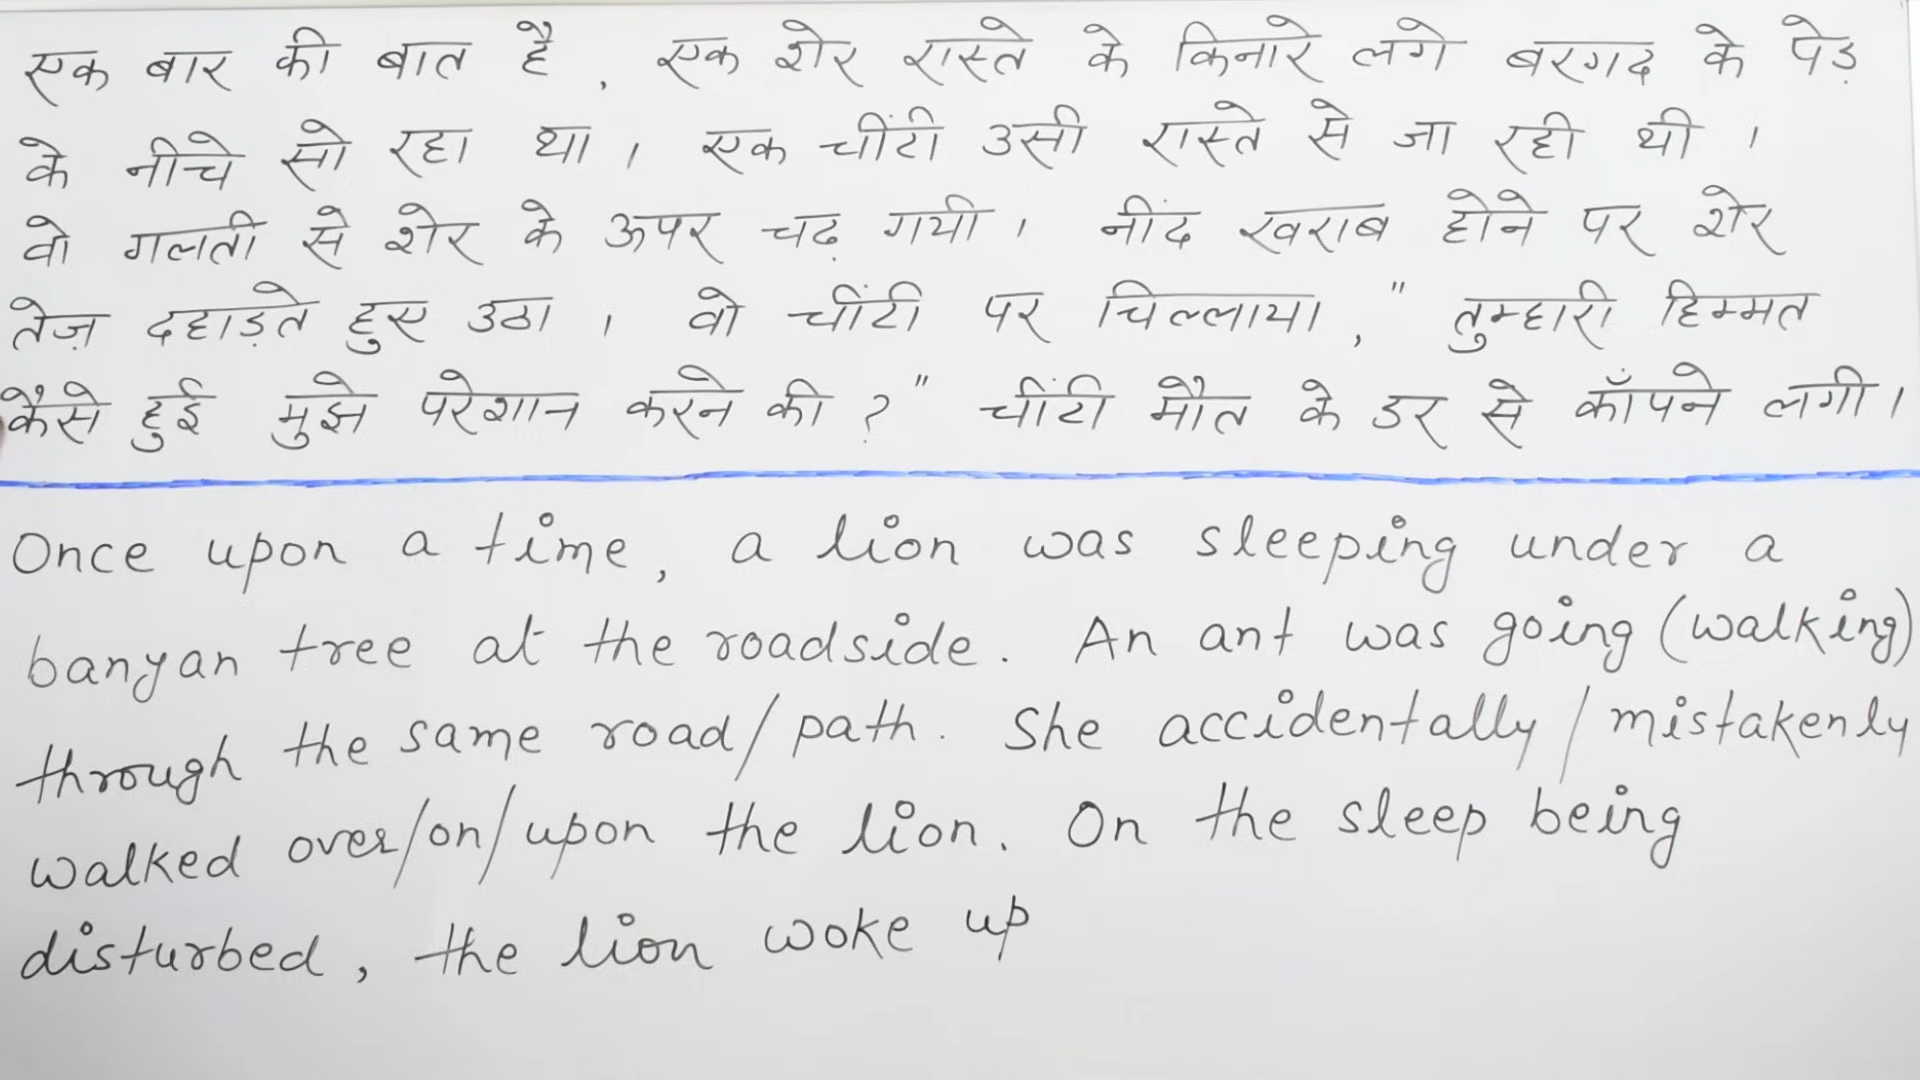 एक बार की बात है, एक शेर रास्ते के किनारे लगे बरगद के पेड़
के नीचे सो रहा था। एक चींटी उसी रास्ते से जा रही थी।
वो गलती से शेर के ऊपर चढ़ गयी। नींद खराब होने पर शेर
तेज़ दहाड़ते हुए उठा। वो चींटी पर चिल्लाया, " तुम्हारी हिम्मत
कैसे हुई मुझे परेशान करने की ?" चींटी मौत के डर से काँपने लगी।
Once upon a time, a lion was sleeping under a
banyan tree at the roadside. An ant was going (walking)
through the same road/path. She accidentally/mistakenly
walked over/on/upon the lion. On the sleep being
disturbed, the lion woke up